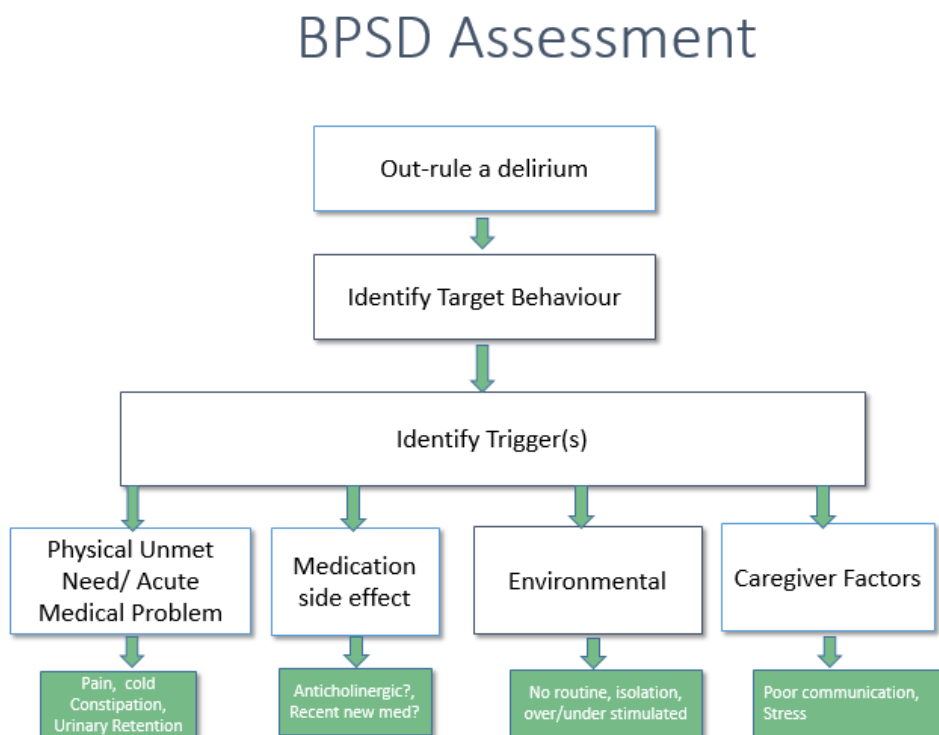 BPSD Assessment
Out-rule a delirium
Identify Target Behaviour
Identify Trigger(s)
Physical Unmet
Need/ Acute
Medical Problem
Medication
side effect
Environmental
Caregiver Factors
Pain, cold
Constipation,
Urinary Retention
Anticholinergic?,
Recent new med?
No routine, isolation,
over/under stimulated
Poor communication,
Stress